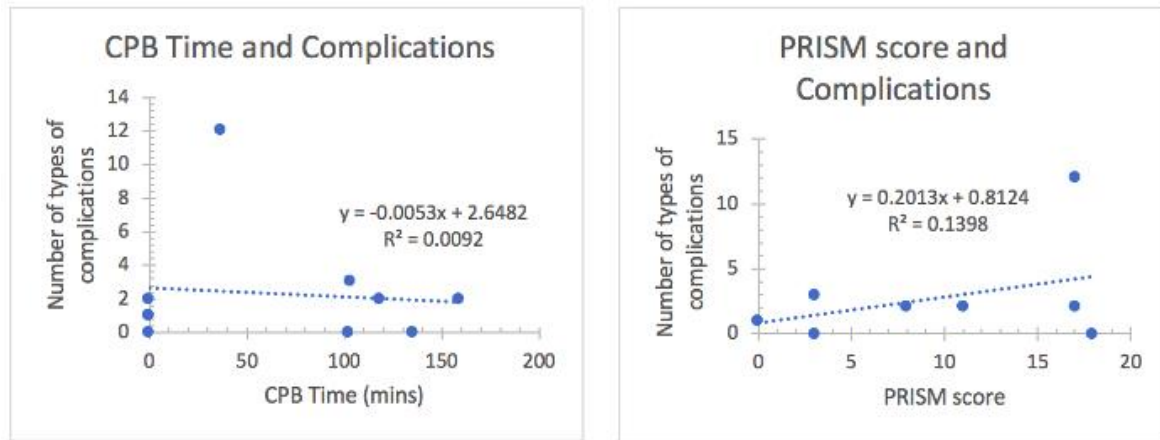 CPB Time and Complications
Number of types of
complications
14
12
10
8
6
4
2
0
y = -0.0053x + 2.6482
R² = 0.0092
0
50
100
150
200
CPB Time (mins)
PRISM score and
Complications
Number of types of
complications
15
10
5
0
y = 0.2013x + 0.8124
R² = 0.1398
0
5
10
15
20
PRISM score